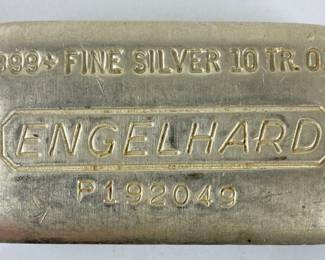 999+ FINE SILVER 10 TR. O
ENGELHARD
P192049